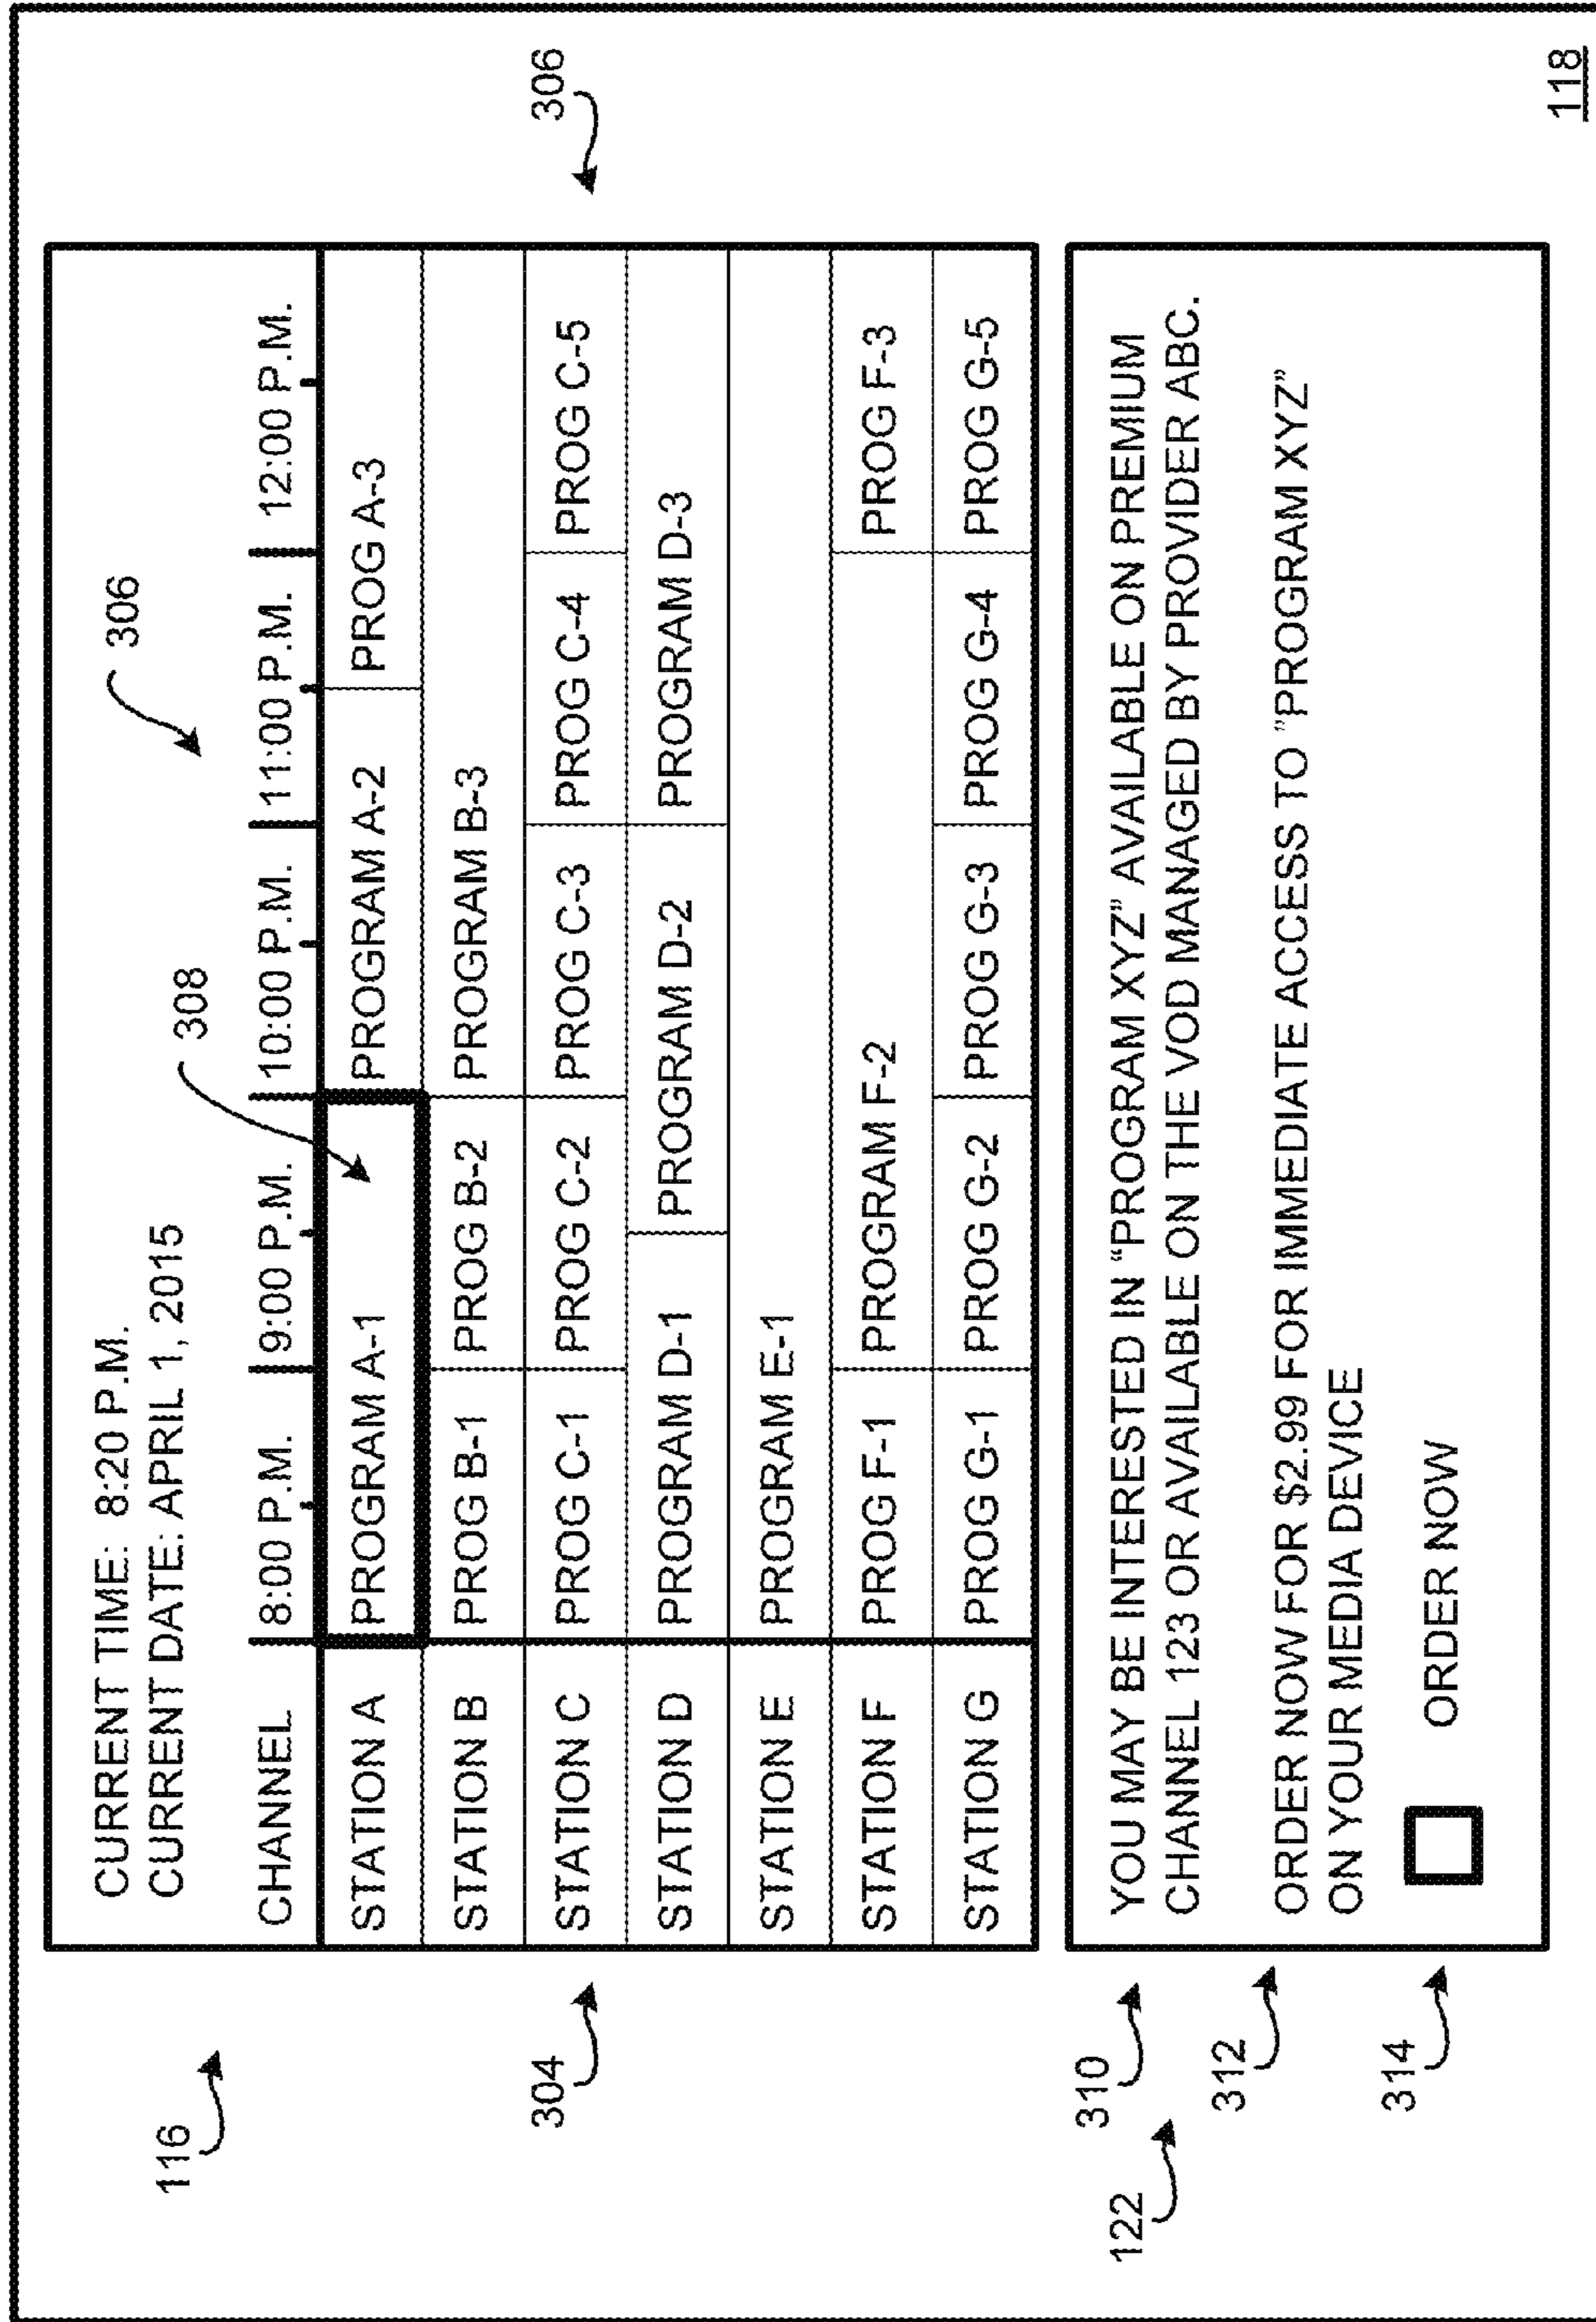 116
CURRENT TIME: 8:20 P.M.
CURRENT DATE: APRIL 1, 2015
308
306
CHANNEL 8:00 P.M. 9:00 P.M. 10:00 P.M. 11:00 P.M. 12:00 P.M.
STATION A PROGRAM A-1 PROGRAM A-2 PROG A-3
STATION B PROG B-1 PROG B-2 PROGRAM B-3
304
STATION C PROG C-1 PROG C-2 PROG C-3 PROG C-4 PROG C-5
306
STATION D PROGRAM D-1 PROGRAM D-2 PROGRAM D-3
STATION E PROGRAM E-1
STATION F PROG F-1 PROGRAM F-2 PROG F-3
STATION G PROG G-1 PROG G-2 PROG G-3 PROG G-4 PROG G-5
310
YOU MAY BE INTERESTED IN “PROGRAM XYZ” AVAILABLE ON PREMIUM
CHANNEL 123 OR AVAILABLE ON THE VOD MANAGED BY PROVIDER ABC.
122
312
ORDER NOW FOR $2.99 FOR IMMEDIATE ACCESS TO ”PROGRAM XYZ”
ON YOUR MEDIA DEVICE
314
ORDER NOW
118